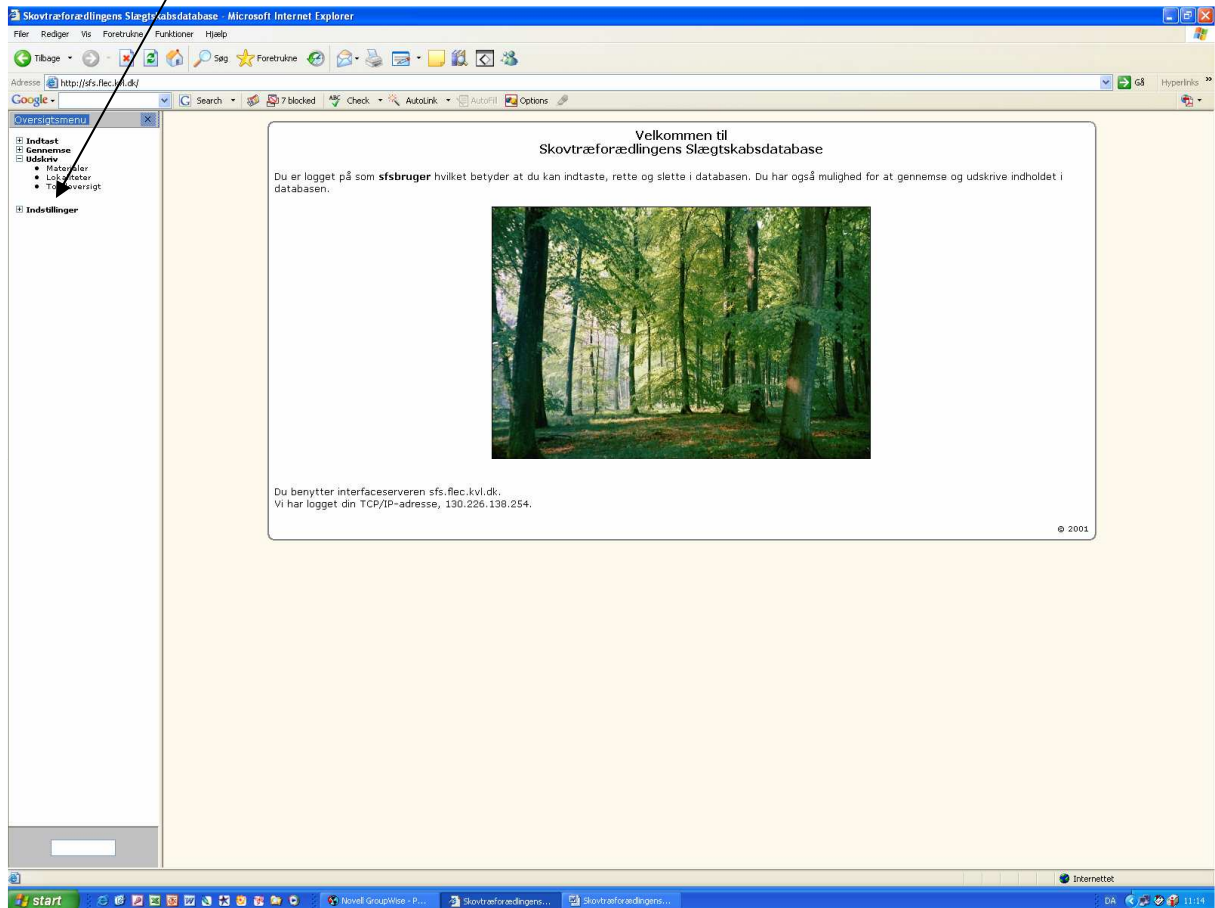 Skovtræforædlingens Slægtskabsdatabase - Microsoft Internet Explorer
Filer Rediger Vis Foretrukne Funktioner Hjælp
Tilbage Søg Foretrukne
Adresse http://sfs.flec.kvl.dk/ Gå Hyperlinks »
Google Search 7 blocked Check AutoLink AutoFill Options
Oversigtsmenu
Indtast
Gennemse
Udskriv
Materialer
Lokaliteter
Indstillinger
Velkommen til
Skovtræforædlingens Slægtskabsdatabase
Du er logget på som sfsbruger hvilket betyder at du kan indtaste, rette og slette i databasen. Du har også mulighed for at gennemse og udskrive indholdet i
databasen.
Du benytter interfaceserveren sfs.flec.kvl.dk.
Vi har logget din TCP/IP-adresse, 130.226.138.254.
© 2001
Internettet
start Novell GroupWise - P... Skovtræforædlingens... Skovtræforædlingens... DA 11:14